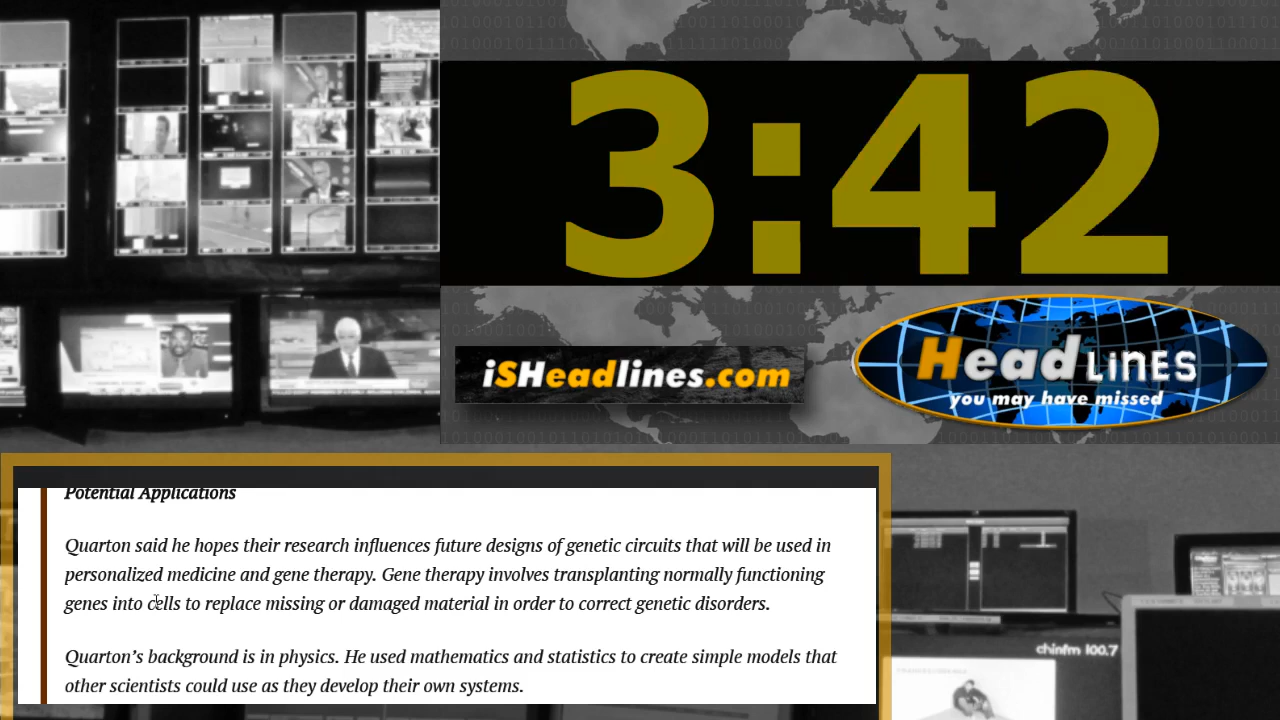 3:42
iSHeadlines.com
HeadLINES
you may have missed
Potential Applications
Quarton said he hopes their research influences future designs of genetic circuits that will be used in
personalized medicine and gene therapy. Gene therapy involves transplanting normally functioning
genes into cells to replace missing or damaged material in order to correct genetic disorders.
Quarton’s background is in physics. He used mathematics and statistics to create simple models that
other scientists could use as they develop their own systems.
chinfm 100.7